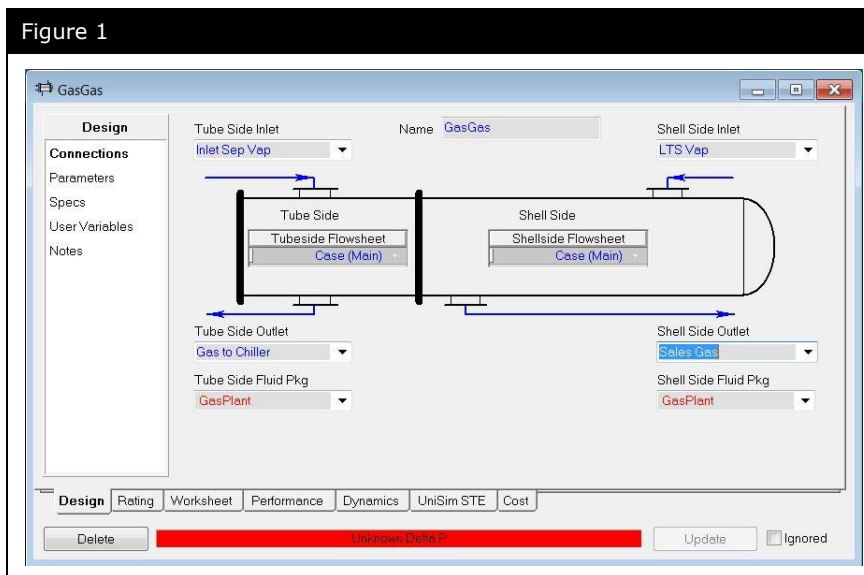 Figure 1
GasGas
Design
Connections
Parameters
Specs
User Variables
Notes
Tube Side Inlet
Inlet Sep Vap
Name GasGas
Shell Side Inlet
LTS Vap
Tube Side
Tubeside Flowsheet
Case (Main)
Shell Side
Shellside Flowsheet
Case (Main)
Tube Side Outlet
Gas to Chiller
Shell Side Outlet
Sales Gas
Tube Side Fluid Pkg
GasPlant
Shell Side Fluid Pkg
GasPlant
Design Rating Worksheet Performance Dynamics UniSim STE Cost
Delete Unknown Delta P Update Ignored